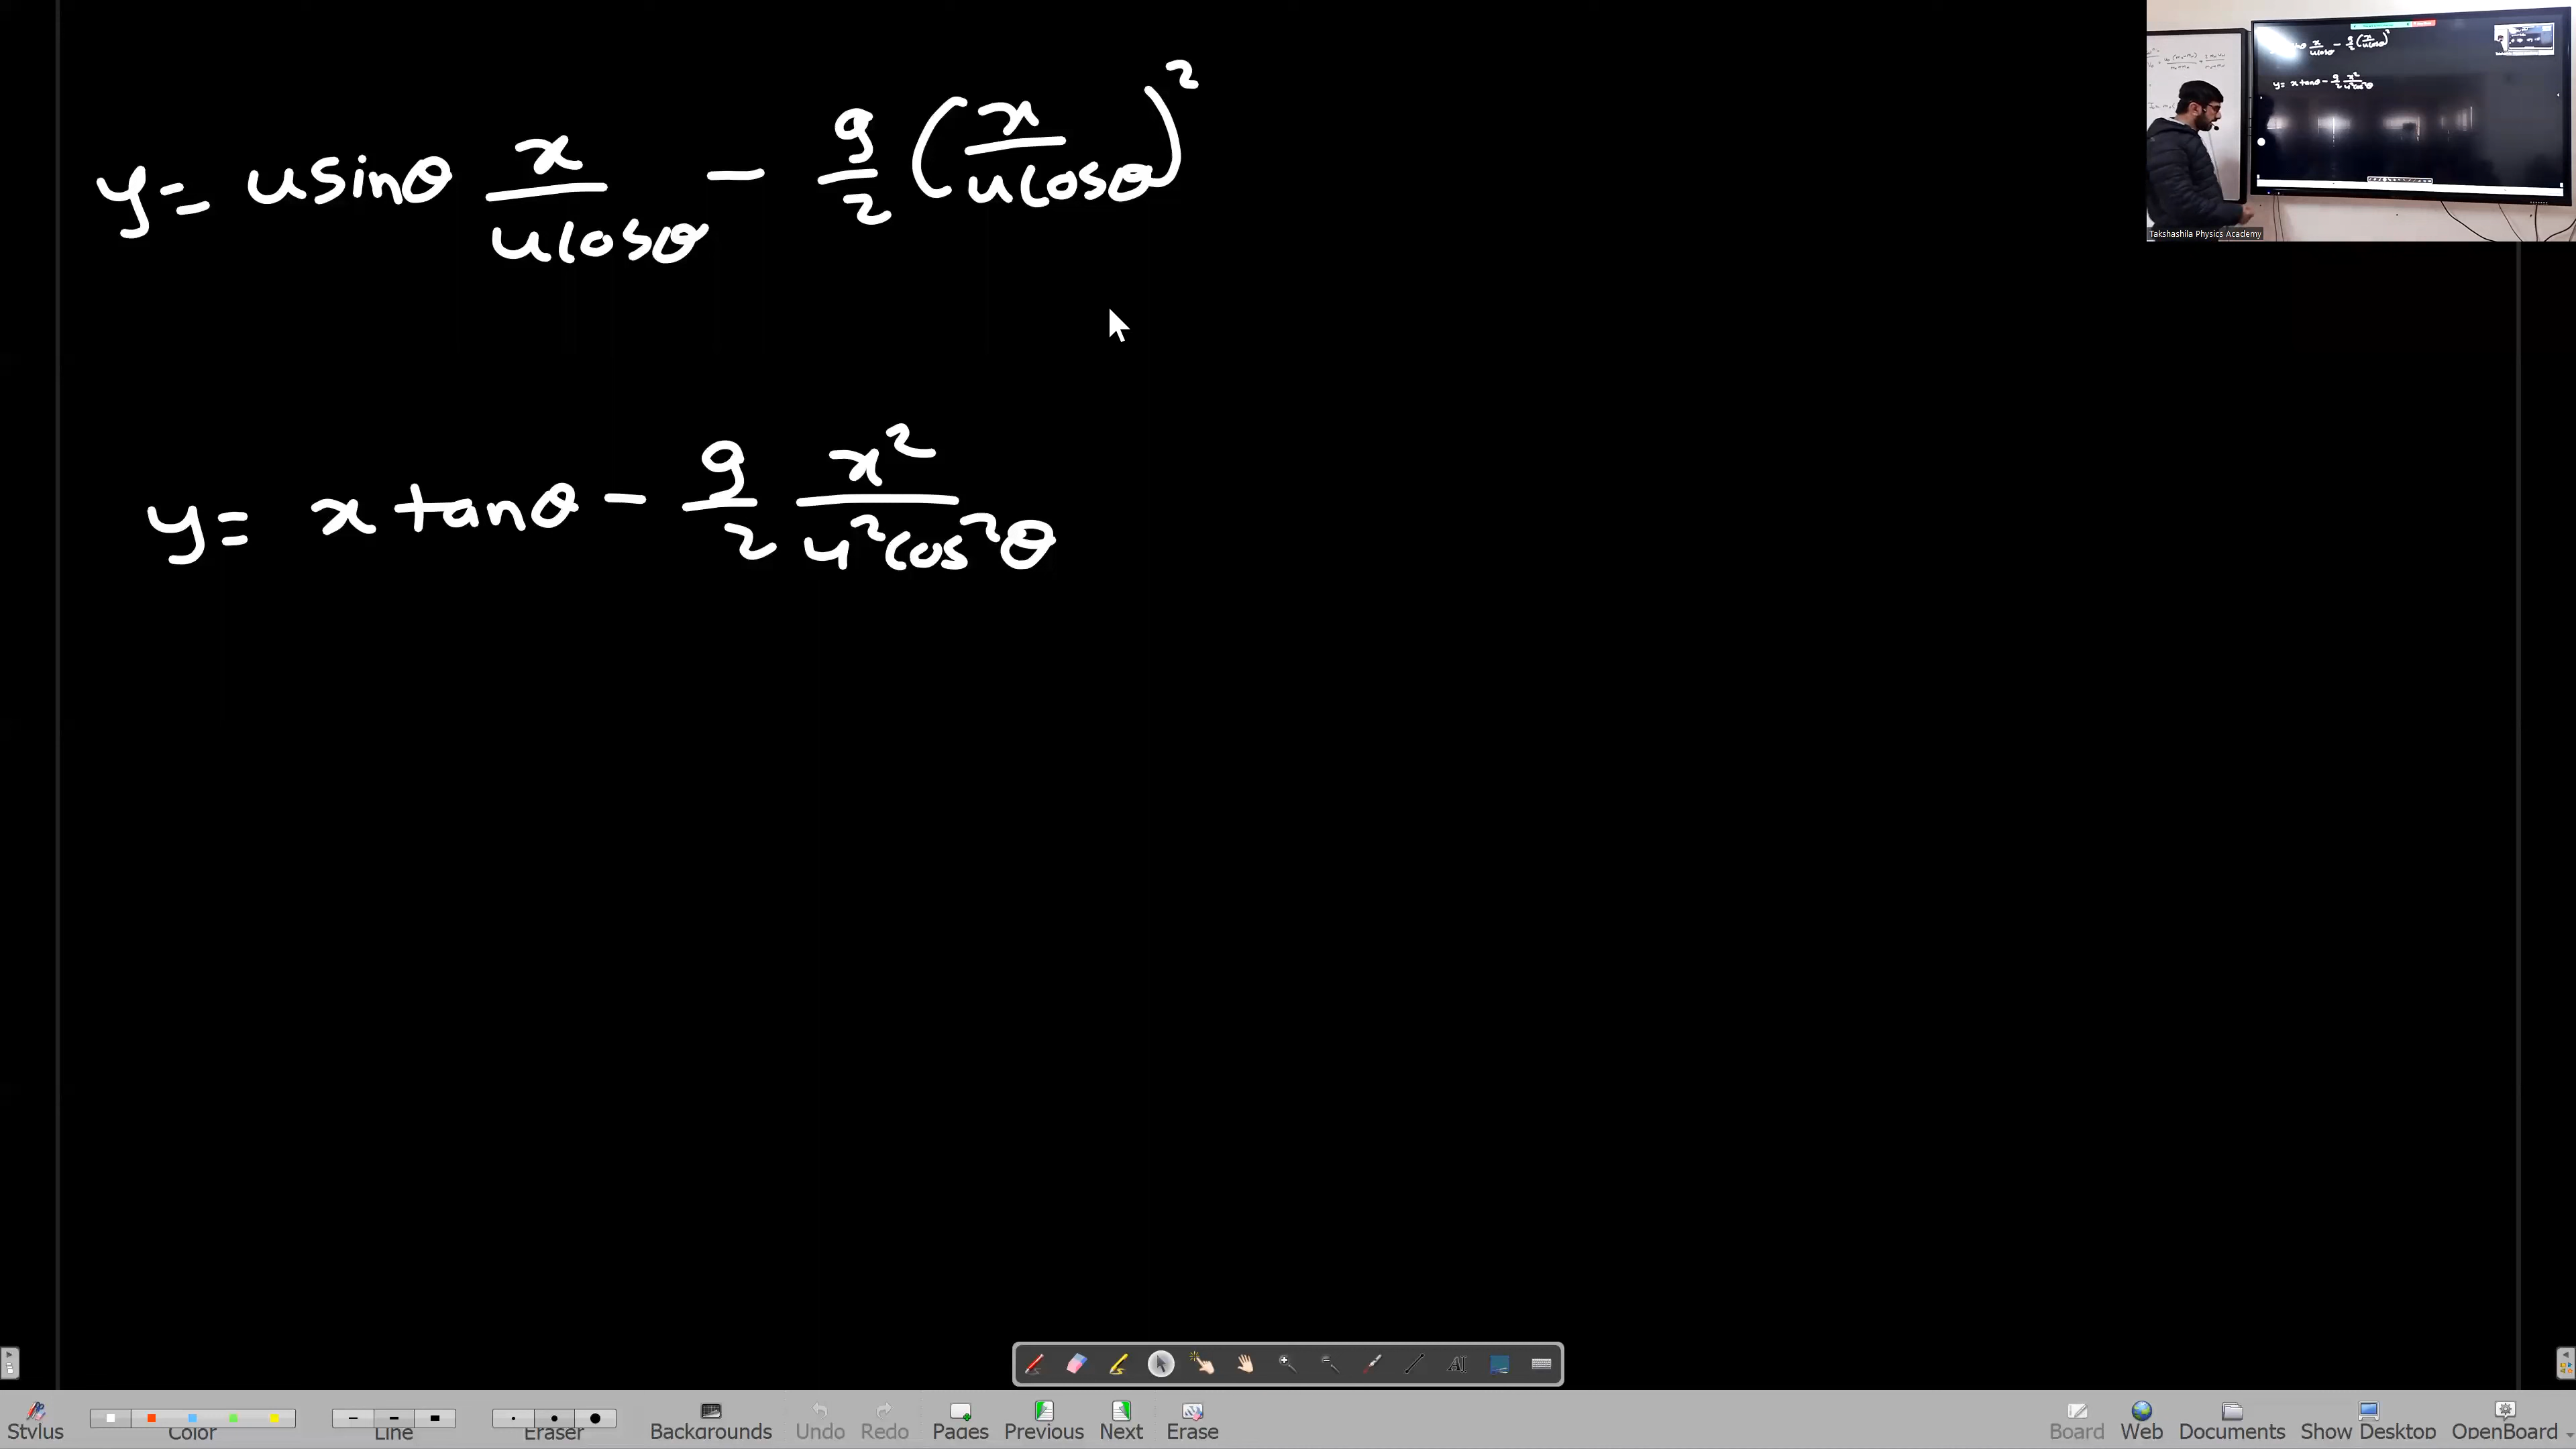 y = usinθ x/ucosθ − g/2 (x/ucosθ)²
y = x tanθ − g/2 x²/u²cos²θ
Takshashila Physics Academy
Stylus Color Line Eraser Backgrounds Undo Redo Pages Previous Next Erase Board Web Documents Show Desktop OpenBoard